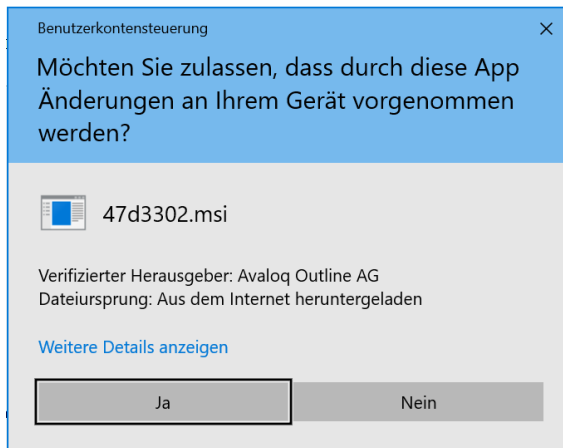 Benutzerkontensteuerung
Möchten Sie zulassen, dass durch diese App
Änderungen an Ihrem Gerät vorgenommen
werden?
47d3302.msi
Verifizierter Herausgeber: Avaloq Outline AG
Dateiursprung: Aus dem Internet heruntergeladen
Weitere Details anzeigen
Ja Nein